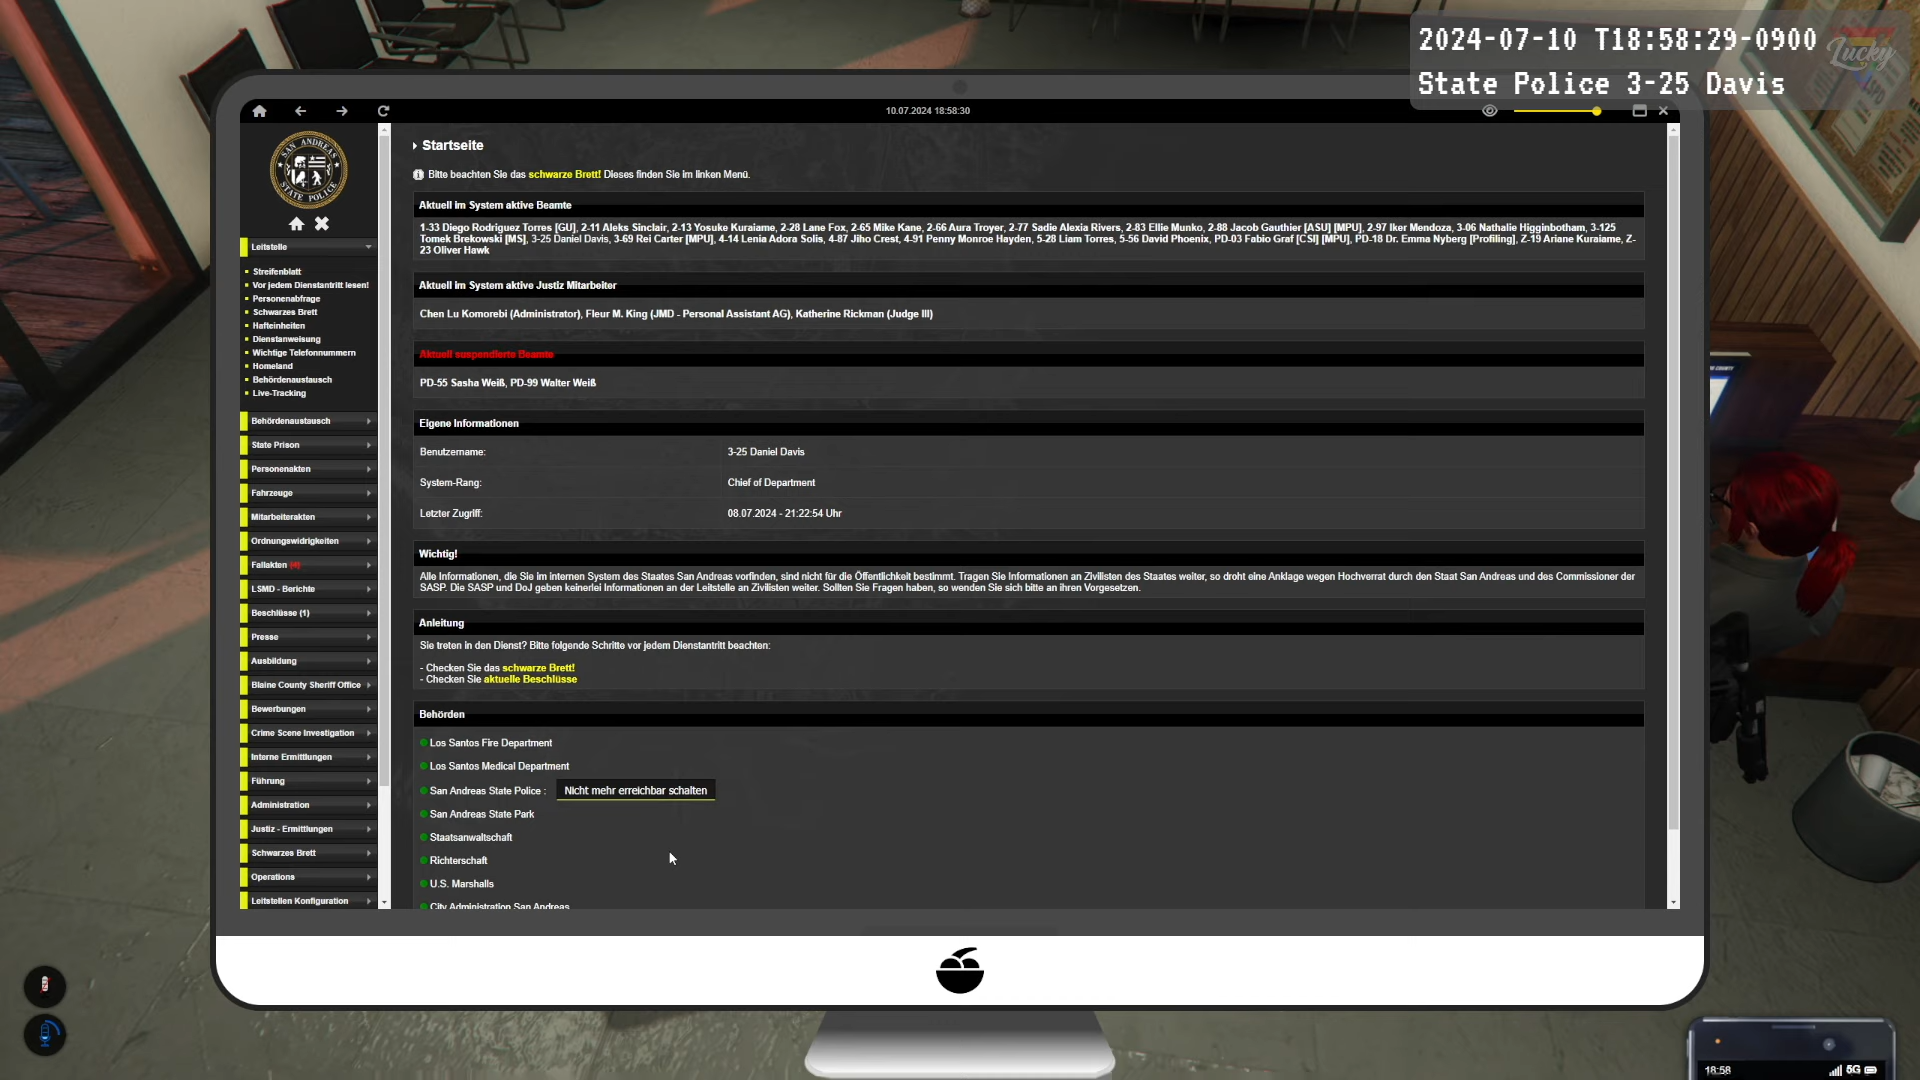 2024-07-10 T18:58:29-0900
State Police 3-25 Davis
Lucky
10.07.2024 18:58:30
SAN ANDREAS
STATE POLICE
Leitstelle
Streifenblatt
Vor jedem Dienstantritt lesen!
Personenabfrage
Schwarzes Brett
Hafteinheiten
Dienstanweisung
Wichtige Telefonnummern
Homeland
Behördenaustausch
Live-Tracking
Behördenaustausch
State Prison
Personenakten
Fahrzeuge
Mitarbeiterakten
Ordnungswidrigkeiten
Fallakten
LSMD - Berichte
Beschlüsse (1)
Presse
Ausbildung
Blaine County Sheriff Office
Bewerbungen
Crime Scene Investigation
Interne Ermittlungen
Führung
Administration
Justiz - Ermittlungen
Schwarzes Brett
Operations
Leitstellen Konfiguration
Startseite
Bitte beachten Sie das schwarze Brett! Dieses finden Sie im linken Menü.
Aktuell im System aktive Beamte
1-33 Diego Rodriguez Torres [GU], 2-11 Aleks Sinclair, 2-13 Yosuke Kuraiame, 2-28 Lane Fox, 2-65 Mike Kane, 2-66 Aura Troyer, 2-77 Sadie Alexia Rivers, 2-83 Ellie Munko, 2-88 Jacob Gauthier [ASU] [MPU], 2-97 Iker Mendoza, 3-06 Nathalie Higginbotham, 3-125
Tomek Brekowski [MS], 3-25 Daniel Davis, 3-69 Rei Carter [MPU], 4-14 Lenia Adora Solis, 4-87 Jiho Crest, 4-91 Penny Monroe Hayden, 5-28 Liam Torres, 5-56 David Phoenix, PD-03 Fabio Graf [CSI] [MPU], PD-18 Dr. Emma Nyberg [Profiling], Z-19 Ariane Kuraiame, Z-
23 Oliver Hawk
Aktuell im System aktive Justiz Mitarbeiter
Chen Lu Komorebi (Administrator), Fleur M. King (JMD - Personal Assistant AG), Katherine Rickman (Judge III)
Aktuell suspendierte Beamte
PD-55 Sasha Weiß, PD-99 Walter Weiß
Eigene Informationen
Benutzername: 3-25 Daniel Davis
System-Rang: Chief of Department
Letzter Zugriff: 08.07.2024 - 21:22:54 Uhr
Wichtig!
Alle Informationen, die Sie im internen System des Staates San Andreas vorfinden, sind nicht für die Öffentlichkeit bestimmt. Tragen Sie Informationen an Zivilisten des Staates weiter, so droht eine Anklage wegen Hochverrat durch den Staat San Andreas und des Commissioner der
SASP. Die SASP und DoJ geben keinerlei Informationen an der Leitstelle an Zivilisten weiter. Sollten Sie Fragen haben, so wenden Sie sich bitte an ihren Vorgesetzen.
Anleitung
Sie treten in den Dienst? Bitte folgende Schritte vor jedem Dienstantritt beachten:
- Checken Sie das schwarze Brett!
- Checken Sie aktuelle Beschlüsse
Behörden
Los Santos Fire Department
Los Santos Medical Department
San Andreas State Police : Nicht mehr erreichbar schalten
San Andreas State Park
Staatsanwaltschaft
Richterschaft
U.S. Marshalls
City Administration San Andreas
18:58
5G